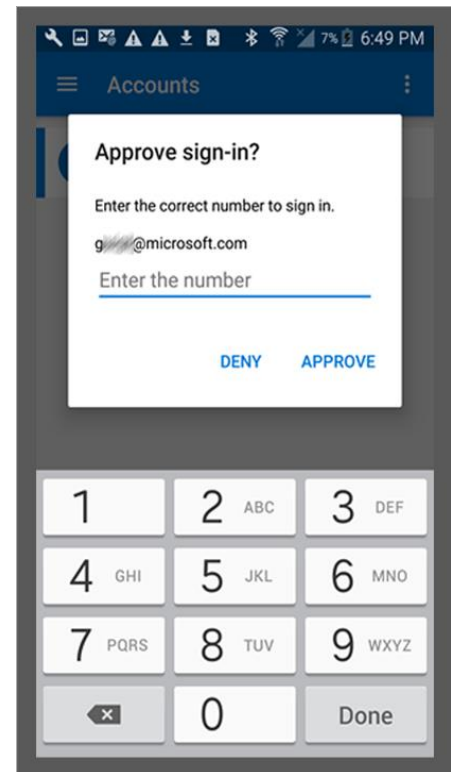 7% 6:49 PM
Accounts
Approve sign-in?
Enter the correct number to sign in.
g @microsoft.com
Enter the number
DENY APPROVE
1 2 ABC 3 DEF
4 GHI 5 JKL 6 MNO
7 PQRS 8 TUV 9 WXYZ
0 Done